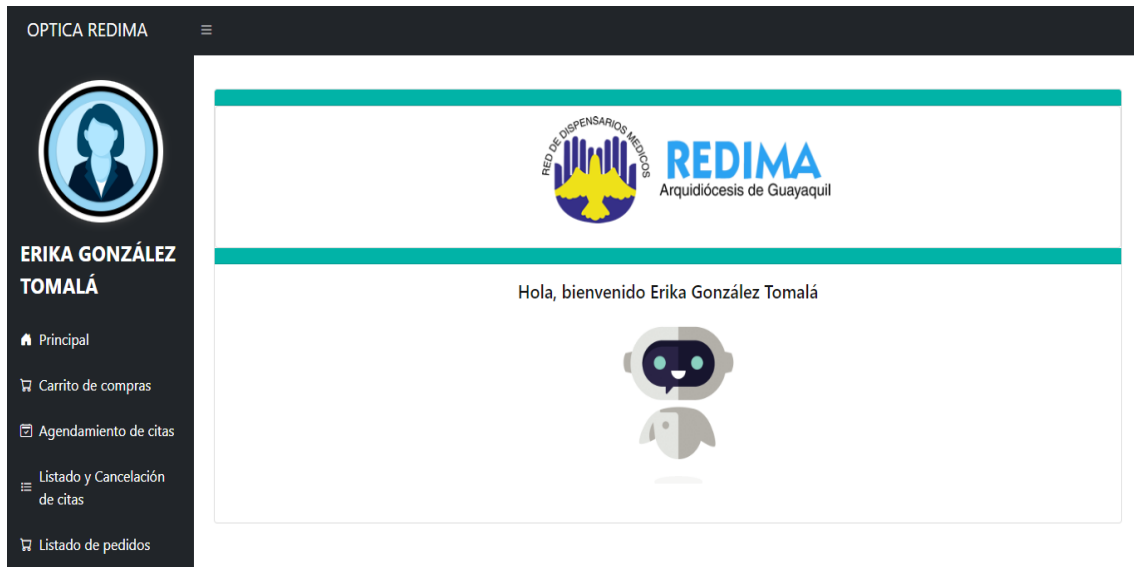 OPTICA REDIMA
ERIKA GONZÁLEZ
TOMALÁ
Principal
Carrito de compras
Agendamiento de citas
Listado y Cancelación
de citas
Listado de pedidos
RED DE DISPENSARIOS MEDICOS
REDIMA
Arquidiócesis de Guayaquil
Hola, bienvenido Erika González Tomalá